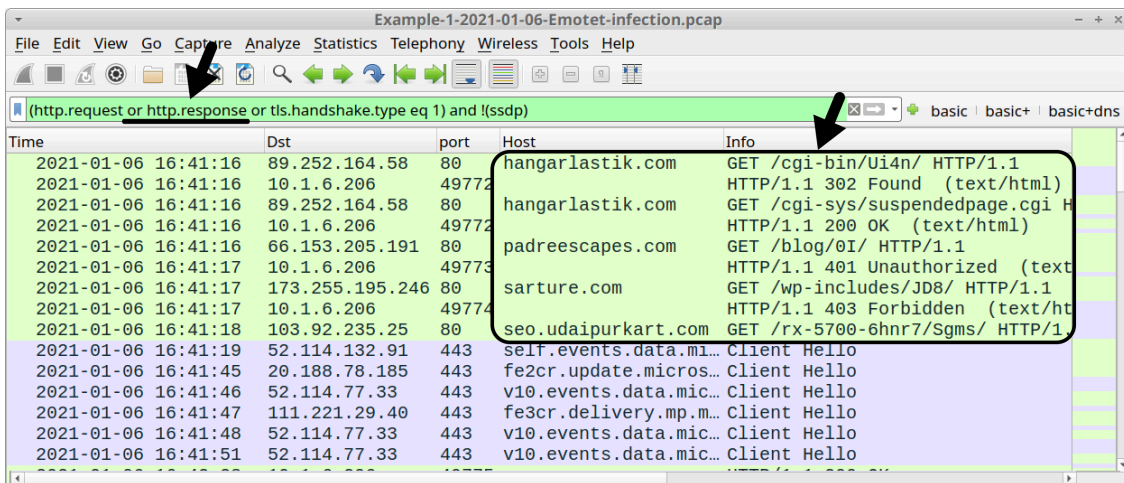 Example-1-2021-01-06-Emotet-infection.pcap
File Edit View Go Capture Analyze Statistics Telephony Wireless Tools Help
(http.request or http.response or tls.handshake.type eq 1) and !(ssdp) basic basic+ basic+dns
Time Dst port Host Info
2021-01-06 16:41:16 89.252.164.58 80 hangarlastik.com GET /cgi-bin/Ui4n/ HTTP/1.1
2021-01-06 16:41:16 10.1.6.206 49772 HTTP/1.1 302 Found (text/html)
2021-01-06 16:41:16 89.252.164.58 80 hangarlastik.com GET /cgi-sys/suspendedpage.cgi H
2021-01-06 16:41:16 10.1.6.206 49772 HTTP/1.1 200 OK (text/html)
2021-01-06 16:41:16 66.153.205.191 80 padreescapes.com GET /blog/0I/ HTTP/1.1
2021-01-06 16:41:17 10.1.6.206 49773 HTTP/1.1 401 Unauthorized (text
2021-01-06 16:41:17 173.255.195.246 80 sarture.com GET /wp-includes/JD8/ HTTP/1.1
2021-01-06 16:41:17 10.1.6.206 49774 HTTP/1.1 403 Forbidden (text/ht
2021-01-06 16:41:18 103.92.235.25 80 seo.udaipurkart.com GET /rx-5700-6hnr7/Sgms/ HTTP/1.
2021-01-06 16:41:19 52.114.132.91 443 self.events.data.mi… Client Hello
2021-01-06 16:41:45 20.188.78.185 443 fe2cr.update.micros… Client Hello
2021-01-06 16:41:46 52.114.77.33 443 v10.events.data.mic… Client Hello
2021-01-06 16:41:47 111.221.29.40 443 fe3cr.delivery.mp.m… Client Hello
2021-01-06 16:41:48 52.114.77.33 443 v10.events.data.mic… Client Hello
2021-01-06 16:41:51 52.114.77.33 443 v10.events.data.mic… Client Hello